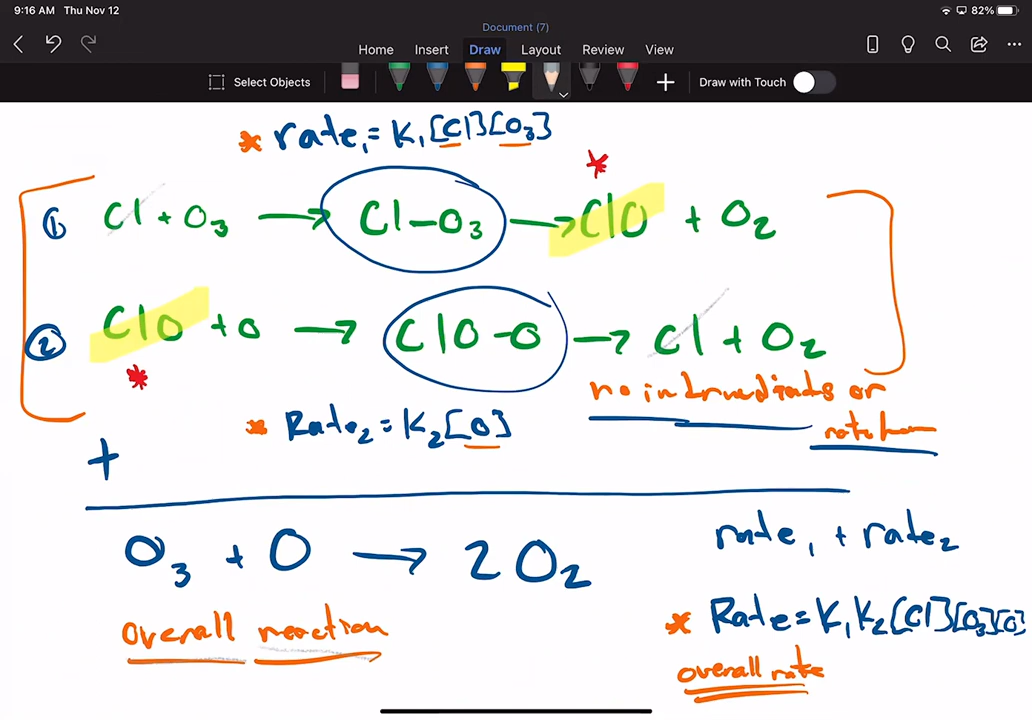 9:16 AM Thu Nov 12
82%
Document (7)
Home Insert Draw Layout Review View
Select Objects
Draw with Touch
* rate₁ = K₁[Cl][O₃]
*
① Cl + O₃ → Cl-O₃ → ClO + O₂
② ClO + O → ClO-O → Cl + O₂
*
no intrmediats or
* Rate₂ = K₂[O]
+
O₃ + O → 2O₂
rate₁ + rate₂
overall reaction
* Rate = K₁K₂[Cl][O₃][O]
overall rate